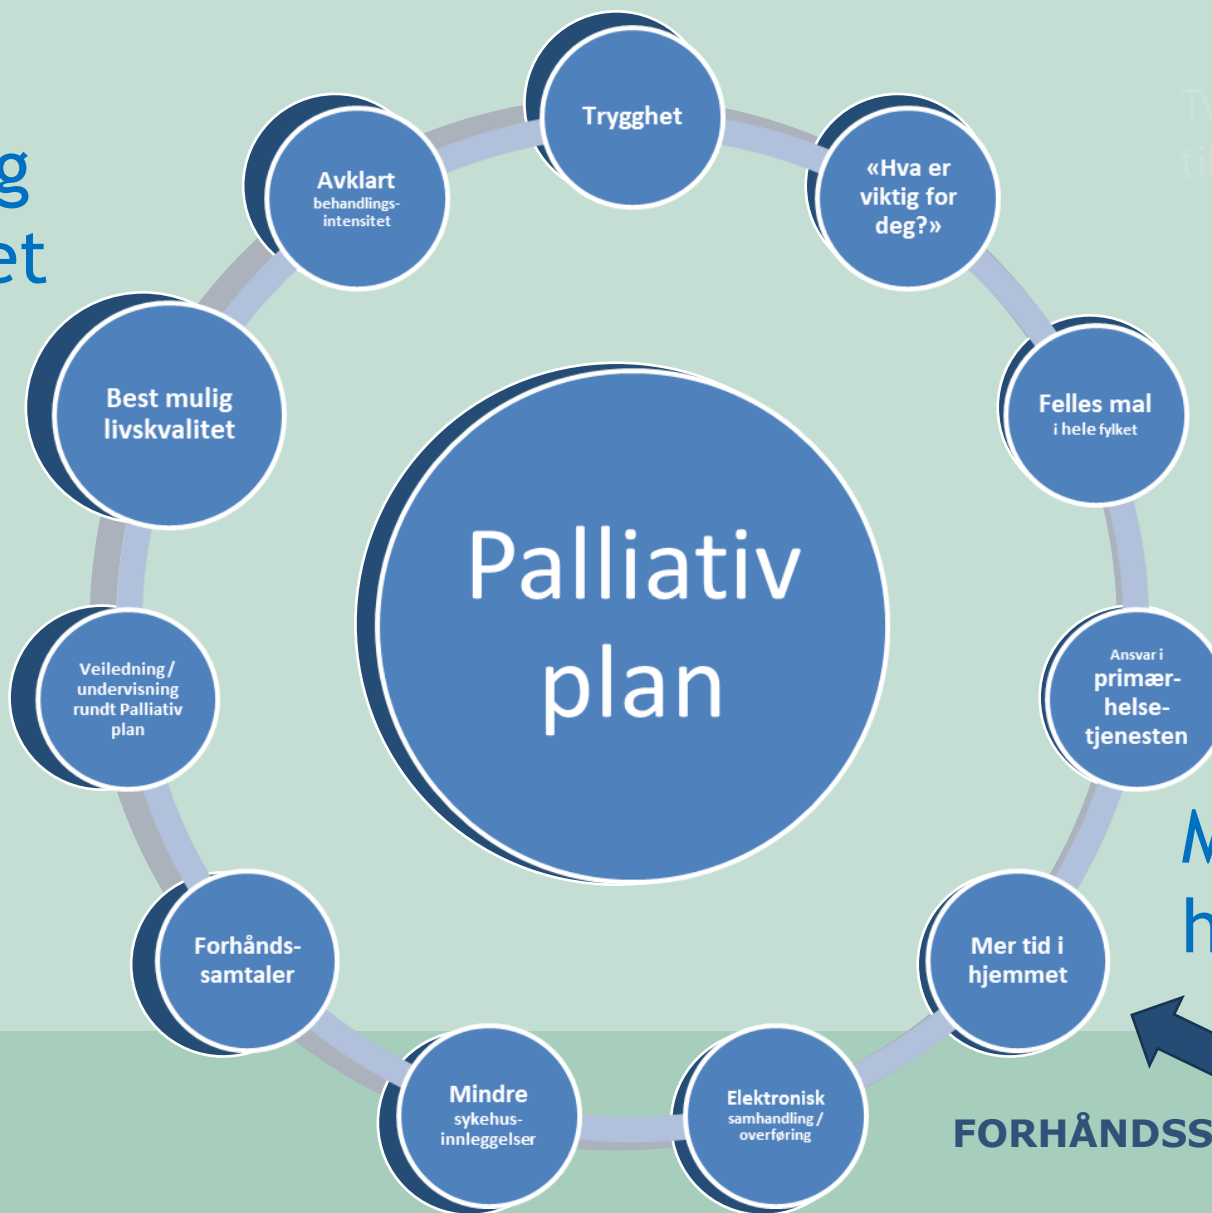 Trygghet
«Hva er
viktig for
deg?»
Felles mal
i hele fylket
Ansvar i
primær-
helse-
tjenesten
Mer tid i
hjemmet
Elektronisk
samhandling /
overføring
Mindre
sykehus-
innleggelser
Forhånds-
samtaler
Veiledning /
undervisning
rundt Palliativ
plan
Best mulig
livskvalitet
Avklart
behandlings-
intensitet
Palliativ
plan
g
et
M
h
FORHÅNDSS